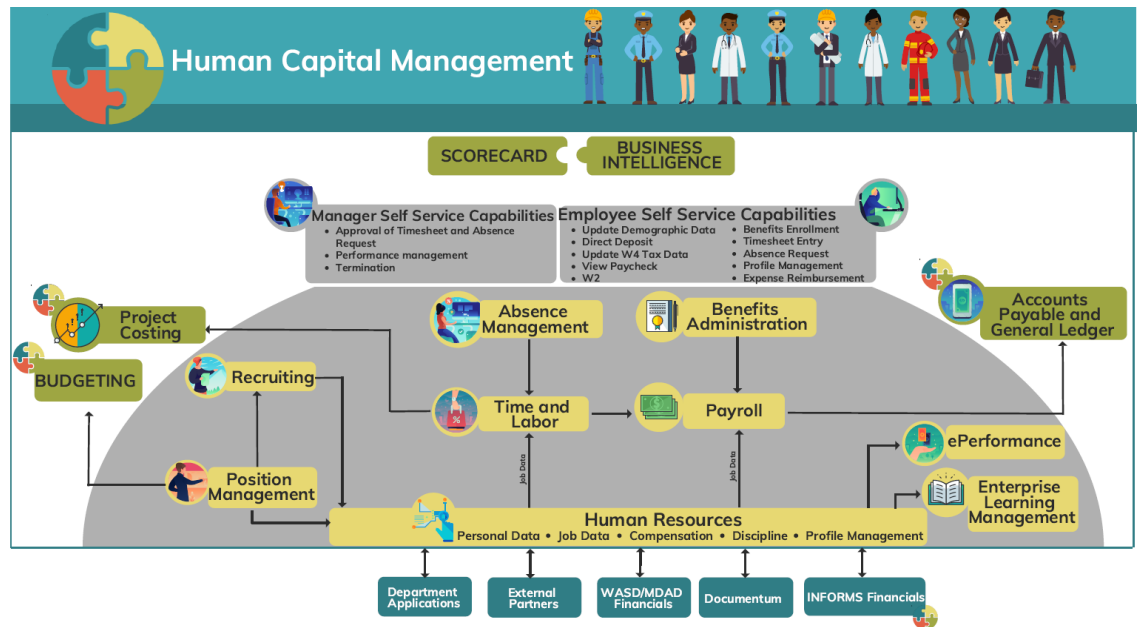 Human Capital Management
SCORECARD
BUSINESS
INTELLIGENCE
Manager Self Service Capabilities
• Approval of Timesheet and Absence
Request
• Performance management
• Termination
Employee Self Service Capabilities
• Update Demographic Data
• Direct Deposit
• Update W4 Tax Data
• View Paycheck
• W2
• Benefits Enrollment
• Timesheet Entry
• Absence Request
• Profile Management
• Expense Reimbursement
Project
Costing
Absence
Management
Benefits
Administration
Accounts
Payable and
General Ledger
BUDGETING
Recruiting
Time and
Labor
Payroll
ePerformance
Position
Management
Job Data
Job Data
Enterprise
Learning
Management
Human Resources
Personal Data • Job Data • Compensation • Discipline • Profile Management
Department
Applications
External
Partners
WASD/MDAD
Financials
Documentum
INFORMS Financials